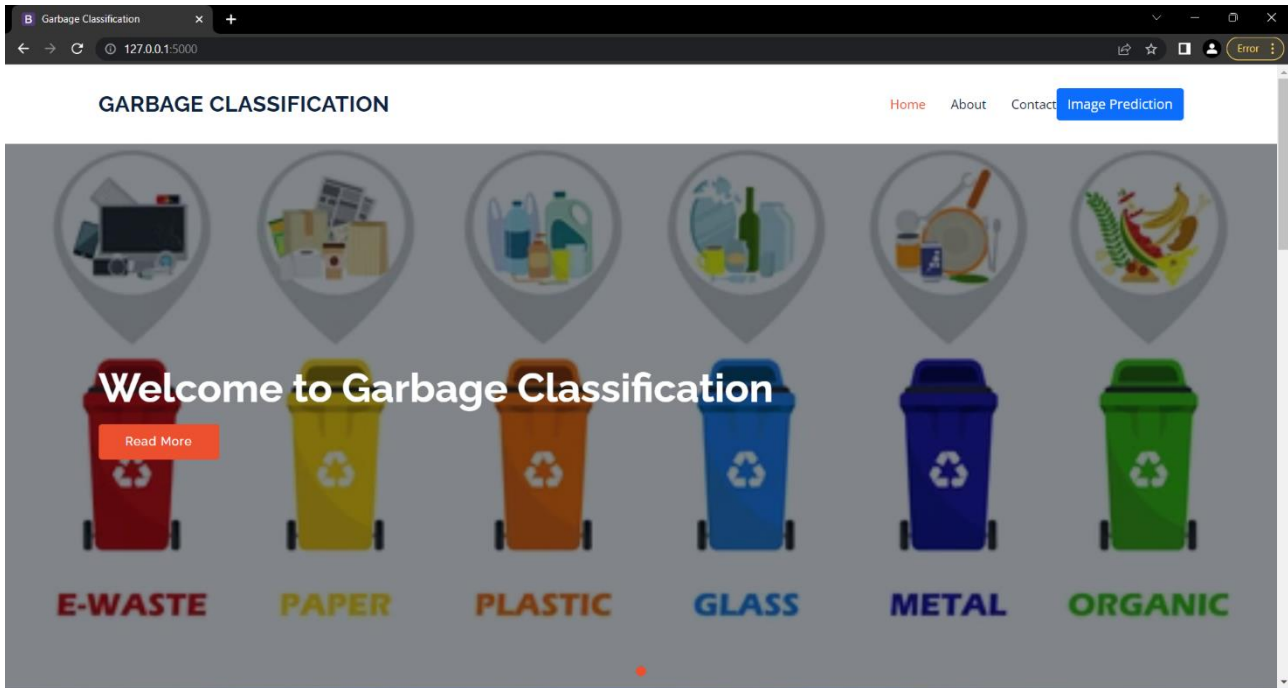 B Garbage Classification
127.0.0.1:5000
Error
GARBAGE CLASSIFICATION
Home About Contact Image Prediction
Welcome to Garbage Classification
Read More
E-WASTE PAPER PLASTIC GLASS METAL ORGANIC